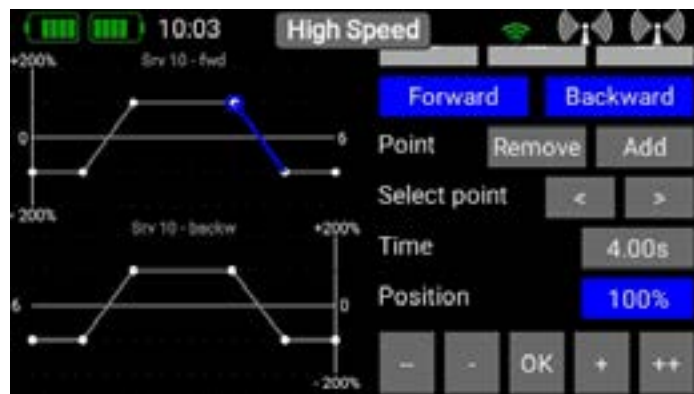 10:03 High Speed
+200%
Srv 10 - fwd
Forward Backward
0
6
Point Remove Add
Select point < >
- 200%
Srv 10 - backw
+200%
Time 4.00s
6
0
Position 100%
-- - OK + ++
- 200%